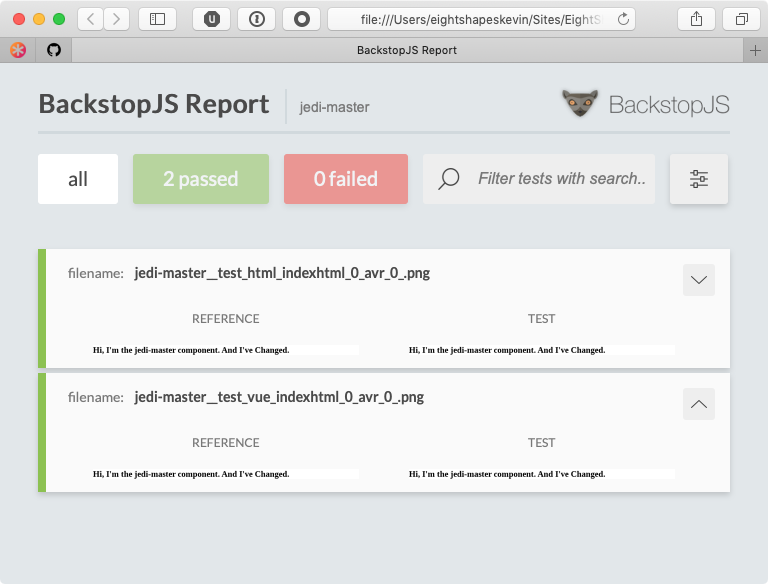 file:///Users/eightshapeskevin/Sites/EightS
BackstopJS Report
BackstopJS Report
jedi-master
BackstopJS
all
2 passed
0 failed
Filter tests with search..
filename: jedi-master__test_html_indexhtml_0_avr_0_.png
REFERENCE
TEST
Hi, I'm the jedi-master component. And I've Changed.
Hi, I'm the jedi-master component. And I've Changed.
filename: jedi-master__test_vue_indexhtml_0_avr_0_.png
REFERENCE
TEST
Hi, I'm the jedi-master component. And I've Changed.
Hi, I'm the jedi-master component. And I've Changed.